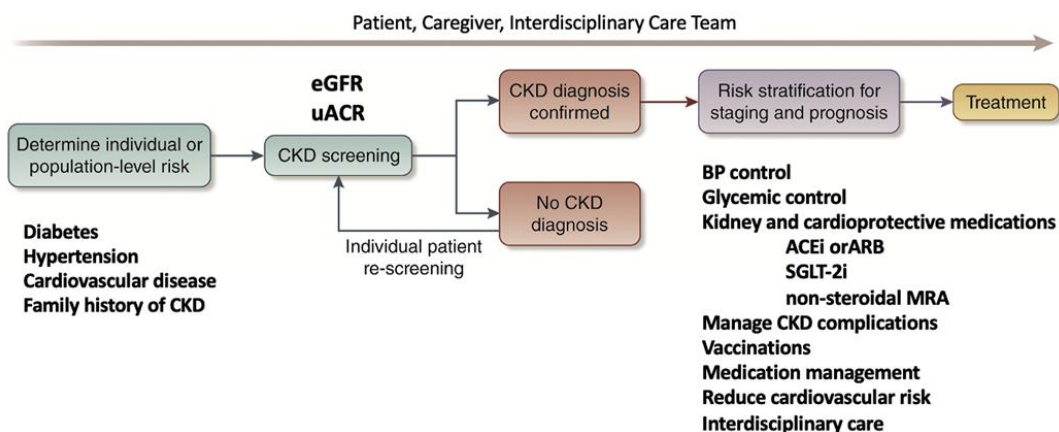 Patient, Caregiver, Interdisciplinary Care Team
Determine individual or
population-level risk
Diabetes
Hypertension
Cardiovascular disease
Family history of CKD
eGFR
uACR
CKD screening
Individual patient
re-screening
CKD diagnosis
confirmed
No CKD
diagnosis
Risk stratification for
staging and prognosis
Treatment
BP control
Glycemic control
Kidney and cardioprotective medications
ACEi orARB
SGLT-2i
non-steroidal MRA
Manage CKD complications
Vaccinations
Medication management
Reduce cardiovascular risk
Interdisciplinary care